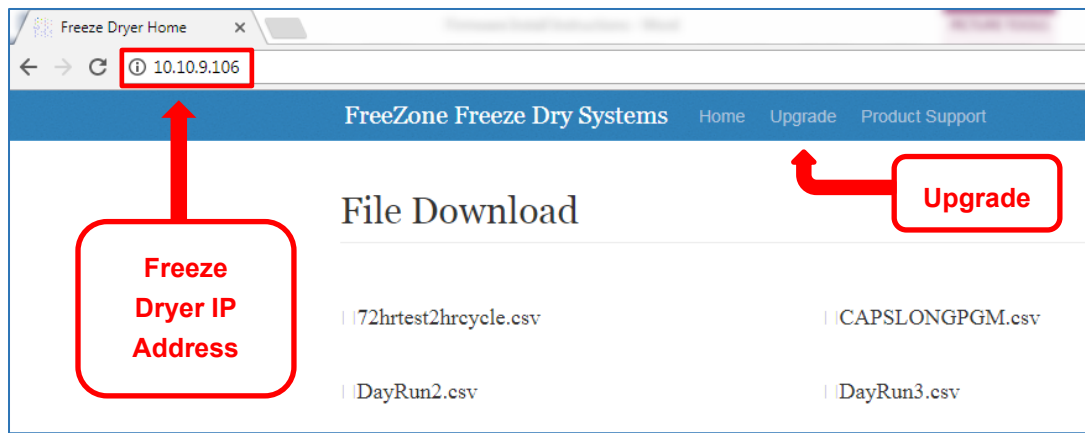 Freeze Dryer Home
10.10.9.106
FreeZone Freeze Dry Systems Home Upgrade Product Support
Upgrade
File Download
Freeze
Dryer IP
Address
72hrtest2hrcycle.csv CAPSLONGPGM.csv
DayRun2.csv DayRun3.csv